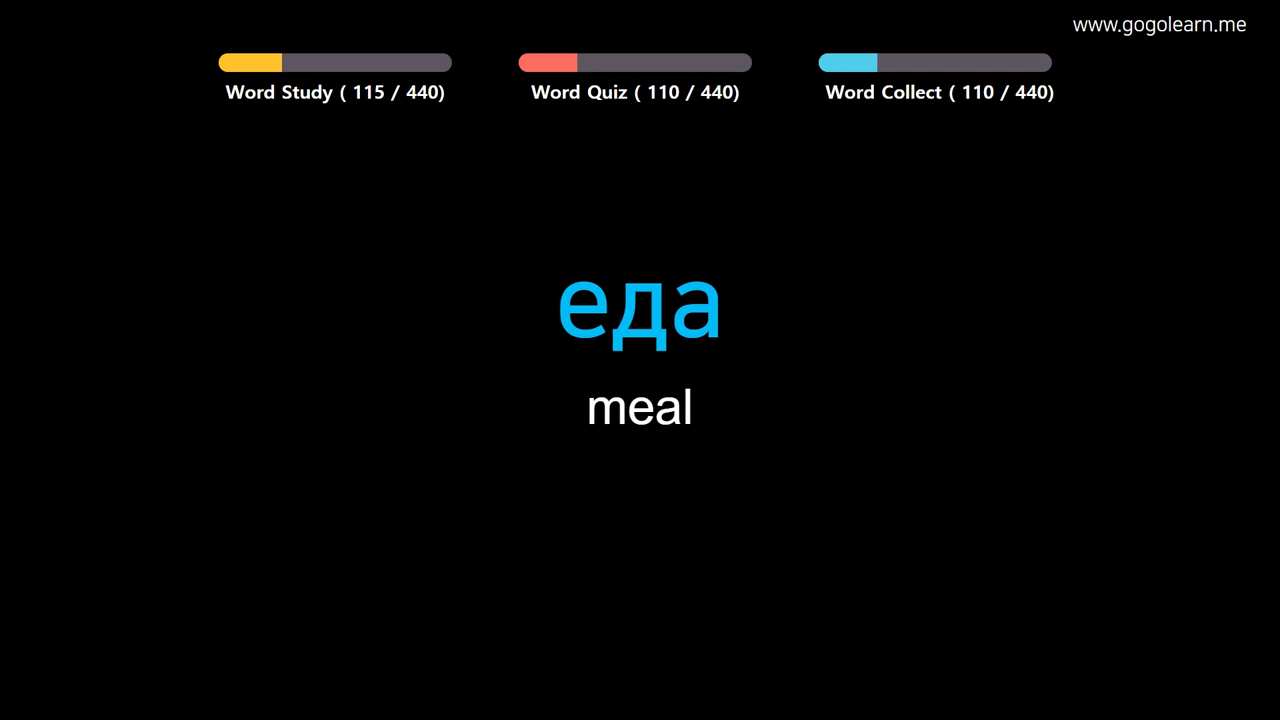 www.gogolearn.me
Word Study ( 115 / 440)
Word Quiz ( 110 / 440)
Word Collect ( 110 / 440)
еда
meal